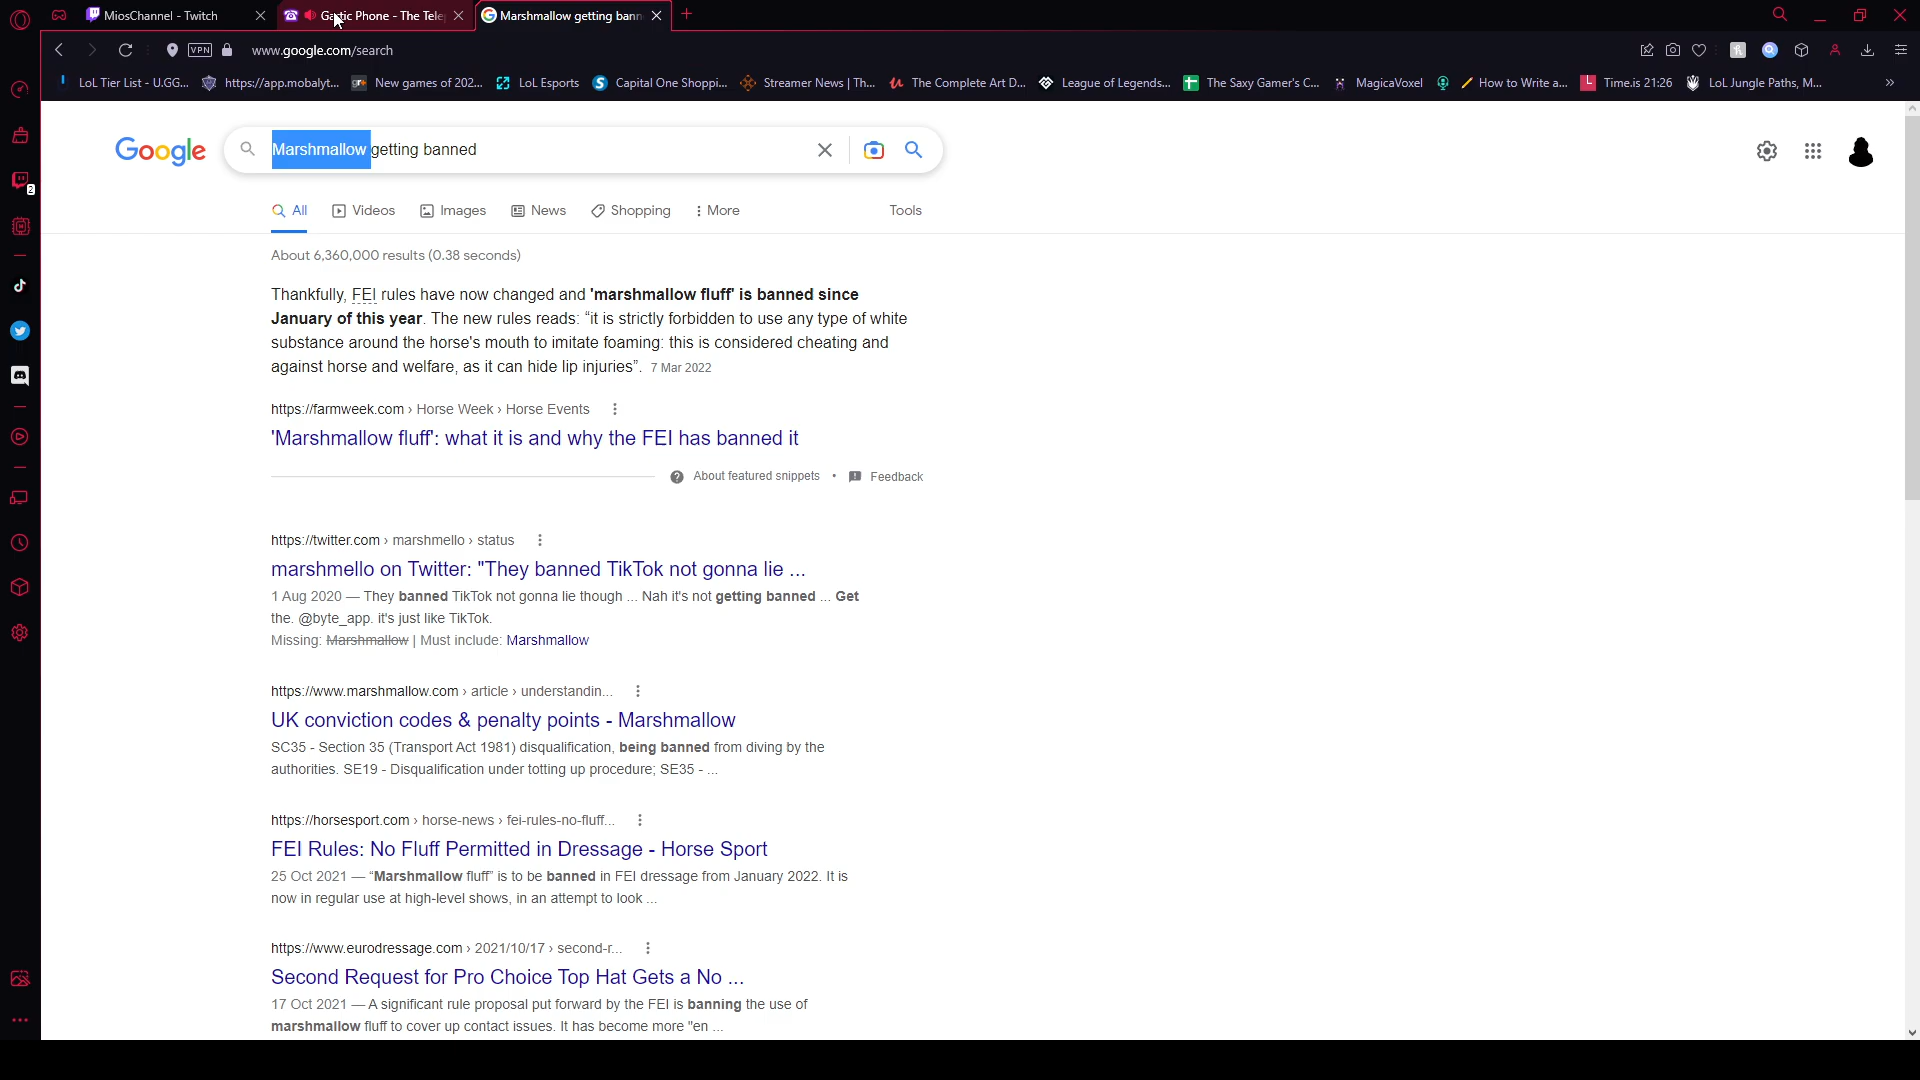 MiosChannel - Twitch
Gartic Phone - The Tele
Marshmallow getting bann
VPN
www.google.com/search
LoL Tier List - U.GG...
https://app.mobalyt...
gr+
New games of 202...
LoL Esports
Capital One Shoppi...
Streamer News | Th...
The Complete Art D...
League of Legends...
The Saxy Gamer's C...
MagicaVoxel
How to Write a...
Time.is 21:26
LoL Jungle Paths, M...
2
Google
Marshmallow getting banned
All
Videos
Images
News
Shopping
More
Tools
About 6,360,000 results (0.38 seconds)
Thankfully, FEI rules have now changed and 'marshmallow fluff' is banned since
January of this year. The new rules reads: “it is strictly forbidden to use any type of white
substance around the horse's mouth to imitate foaming: this is considered cheating and
against horse and welfare, as it can hide lip injuries”. 7 Mar 2022
https://farmweek.com › Horse Week › Horse Events
'Marshmallow fluff': what it is and why the FEI has banned it
About featured snippets • Feedback
https://twitter.com › marshmello › status
marshmello on Twitter: "They banned TikTok not gonna lie ...
1 Aug 2020 — They banned TikTok not gonna lie though ... Nah it's not getting banned ... Get
the. @byte_app. it's just like TikTok.
Missing: Marshmallow | Must include: Marshmallow
https://www.marshmallow.com › article › understandin...
UK conviction codes & penalty points - Marshmallow
SC35 - Section 35 (Transport Act 1981) disqualification, being banned from diving by the
authorities. SE19 - Disqualification under totting up procedure; SE35 - ...
https://horsesport.com › horse-news › fei-rules-no-fluff...
FEI Rules: No Fluff Permitted in Dressage - Horse Sport
25 Oct 2021 — “Marshmallow fluff” is to be banned in FEI dressage from January 2022. It is
now in regular use at high-level shows, in an attempt to look ...
https://www.eurodressage.com › 2021/10/17 › second-r...
Second Request for Pro Choice Top Hat Gets a No ...
17 Oct 2021 — A significant rule proposal put forward by the FEI is banning the use of
marshmallow fluff to cover up contact issues. It has become more "en ...